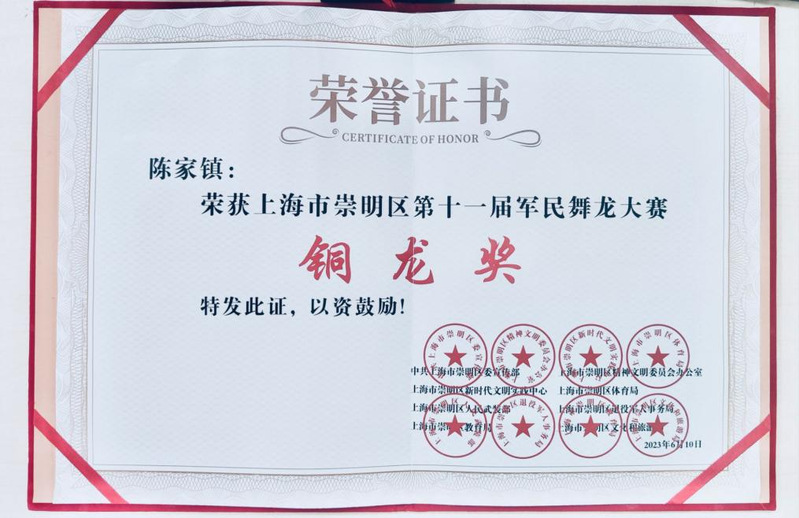 荣誉证书
CERTIFICATE OF HONOR
陈家镇：
荣获上海市崇明区第十一届军民舞龙大赛
铜龙奖
特发此证，以资鼓励！
中共上海市崇明区委宣传部 上海市崇明区精神文明委员会办公室
上海市崇明区新时代文明实践中心 上海市崇明区体育局
上海市崇明区人民武装部 上海市崇明区退役军人事务局
上海市崇明区教育局 上海市崇明区文化和旅游局
2023年6月10日